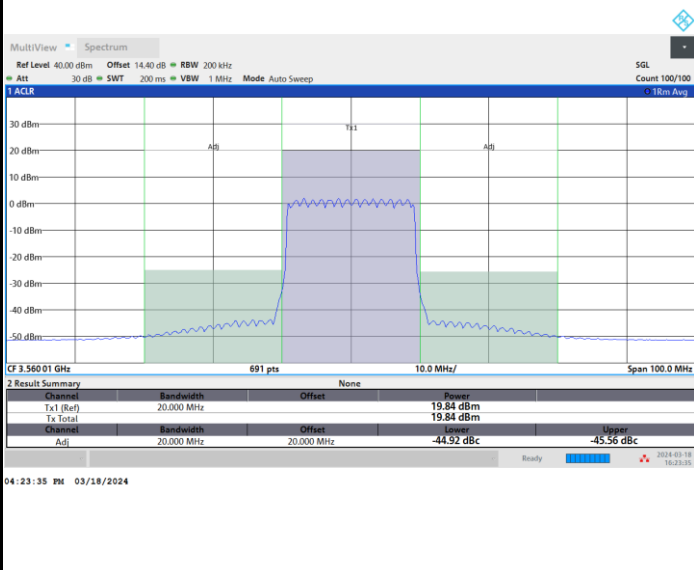 MultiView Spectrum
Ref Level 40.00 dBm Offset 14.40 dB RBW 200 kHz SGL
Att 30 dB SWT 200 ms VBW 1 MHz Mode Auto Sweep Count 100/100
1 ACLR 1Rm Avg
30 dBm
Tx1
20 dBm Adj Adj
10 dBm
0 dBm
-10 dBm
-20 dBm
-30 dBm
-40 dBm
-50 dBm
CF 3.56001 GHz 691 pts 10.0 MHz/ Span 100.0 MHz
2 Result Summary None
Channel Bandwidth Offset Power
Tx1 (Ref) 20.000 MHz 19.84 dBm
Tx Total 19.84 dBm
Channel Bandwidth Offset Lower Upper
Adj 20.000 MHz 20.000 MHz -44.92 dBc -45.56 dBc
Ready 2024-03-18
16:23:35
04:23:35 PM 03/18/2024